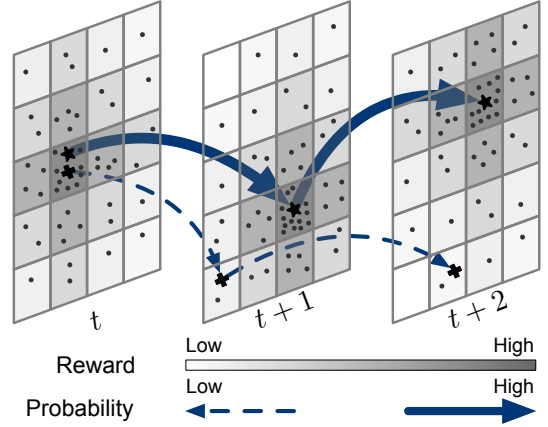 t
t + 1
t + 2
Reward
Low
High
Low
High
Probability